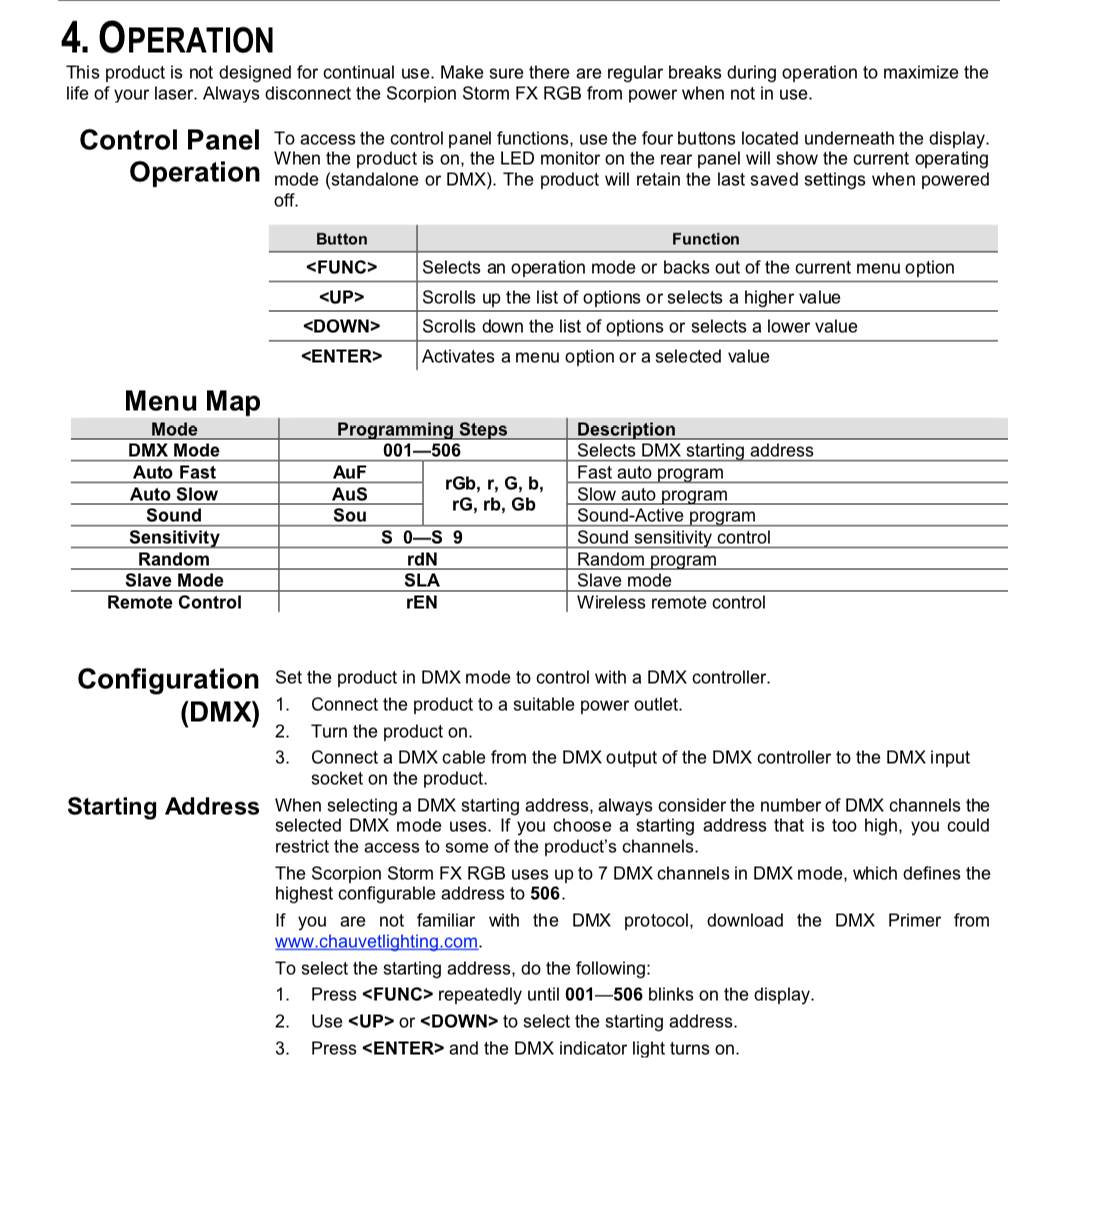 4. OPERATION
This product is not designed for continual use. Make sure there are regular breaks during operation to maximize the
life of your laser. Always disconnect the Scorpion Storm FX RGB from power when not in use.
Control Panel
Operation
To access the control panel functions, use the four buttons located underneath the display.
When the product is on, the LED monitor on the rear panel will show the current operating
mode (standalone or DMX). The product will retain the last saved settings when powered
off.
Button Function
<FUNC> Selects an operation mode or backs out of the current menu option
<UP> Scrolls up the list of options or selects a higher value
<DOWN> Scrolls down the list of options or selects a lower value
<ENTER> Activates a menu option or a selected value
Menu Map
Mode Programming Steps Description
DMX Mode 001—506 Selects DMX starting address
Auto Fast AuF rGb, r, G, b, Fast auto program
Auto Slow AuS rG, rb, Gb Slow auto program
Sound Sou Sound-Active program
Sensitivity S 0—S 9 Sound sensitivity control
Random rdN Random program
Slave Mode SLA Slave mode
Remote Control rEN Wireless remote control
Configuration
(DMX)
Set the product in DMX mode to control with a DMX controller.
1. Connect the product to a suitable power outlet.
2. Turn the product on.
3. Connect a DMX cable from the DMX output of the DMX controller to the DMX input
socket on the product.
Starting Address
When selecting a DMX starting address, always consider the number of DMX channels the
selected DMX mode uses. If you choose a starting address that is too high, you could
restrict the access to some of the product's channels.
The Scorpion Storm FX RGB uses up to 7 DMX channels in DMX mode, which defines the
highest configurable address to 506.
If you are not familiar with the DMX protocol, download the DMX Primer from
www.chauvetlighting.com.
To select the starting address, do the following:
1. Press <FUNC> repeatedly until 001—506 blinks on the display.
2. Use <UP> or <DOWN> to select the starting address.
3. Press <ENTER> and the DMX indicator light turns on.